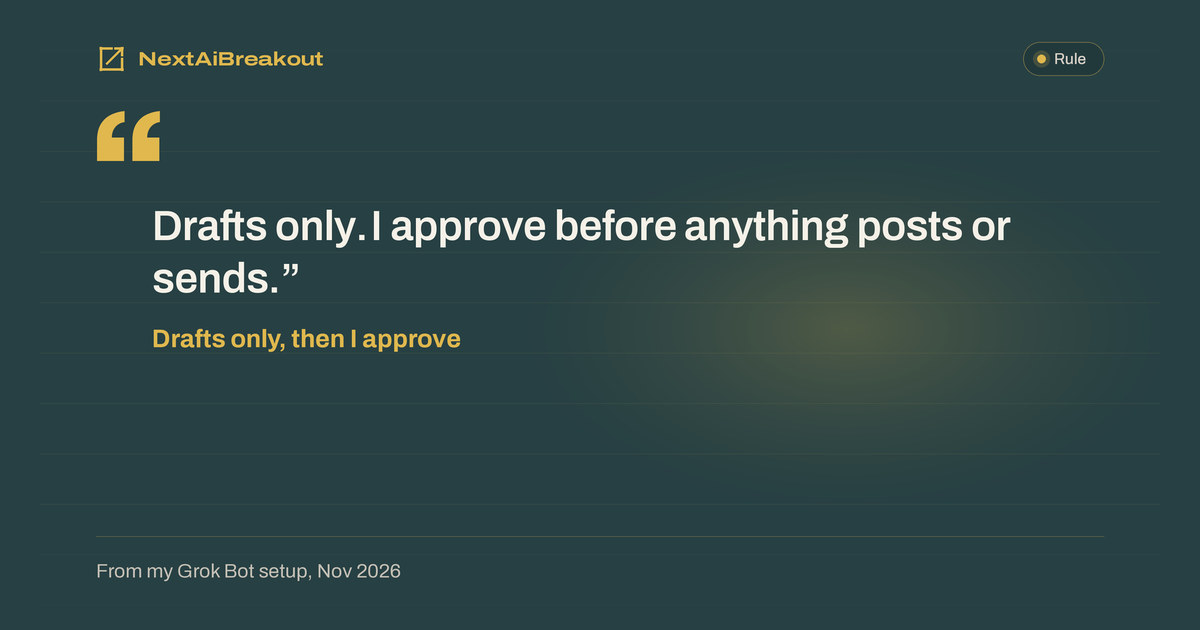 NextAiBreakout
Rule
“
Drafts only. I approve before anything posts or
sends.”
Drafts only, then I approve
From my Grok Bot setup, Nov 2026